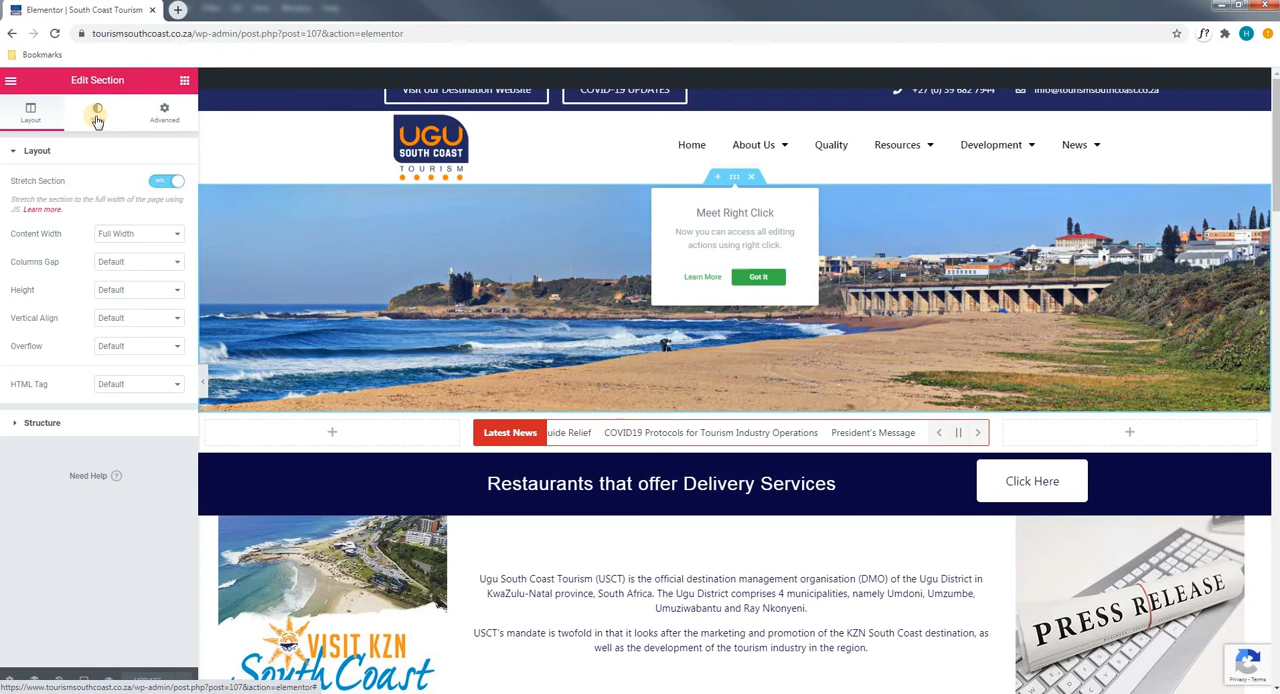 Elementor | South Coast Tourism
tourismsouthcoast.co.za/wp-admin/post.php?post=107&action=elementor
f?
H
Bookmarks
Edit Section
Layout
Advanced
Layout
Stretch Section
Stretch the section to the full width of the page using
JS. Learn more.
Content Width
Full Width
Columns Gap
Default
Height
Default
Vertical Align
Default
Overflow
Default
HTML Tag
Default
Structure
Need Help
https://www.tourismsouthcoast.co.za/wp-admin/post.php?post=107&action=elementor#
Visit our Destination Website
COVID-19 UPDATES
+27 (0) 39 682 7944
info@tourismsouthcoast.co.za
UGU
SOUTH COAST
TOURISM
Home
About Us
Quality
Resources
Development
News
Meet Right Click
Now you can access all editing
actions using right click.
Learn More
Got It
Latest News
uide Relief
COVID19 Protocols for Tourism Industry Operations
President's Message
Restaurants that offer Delivery Services
Click Here
VISIT KZN
South Coast
Ugu South Coast Tourism (USCT) is the official destination management organisation (DMO) of the Ugu District in
KwaZulu-Natal province, South Africa. The Ugu District comprises 4 municipalities, namely Umdoni, Umzumbe,
Umuziwabantu and Ray Nkonyeni.
USCT's mandate is twofold in that it looks after the marketing and promotion of the KZN South Coast destination, as
well as the development of the tourism industry in the region.
PRESS RELEASE
Privacy - Terms